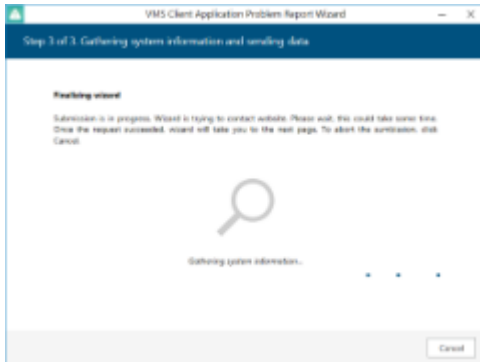 VMS Client Application Problem Report Wizard
Step 3 of 3. Gathering system information and sending data
Finalizing wizard
Submission is in progress. Wizard is trying to contact website. Please wait, this could take some time.
Once the request succeeded, wizard will take you to the next page. To abort the sumbission, click
Cancel.
Gathering system information...
Cancel